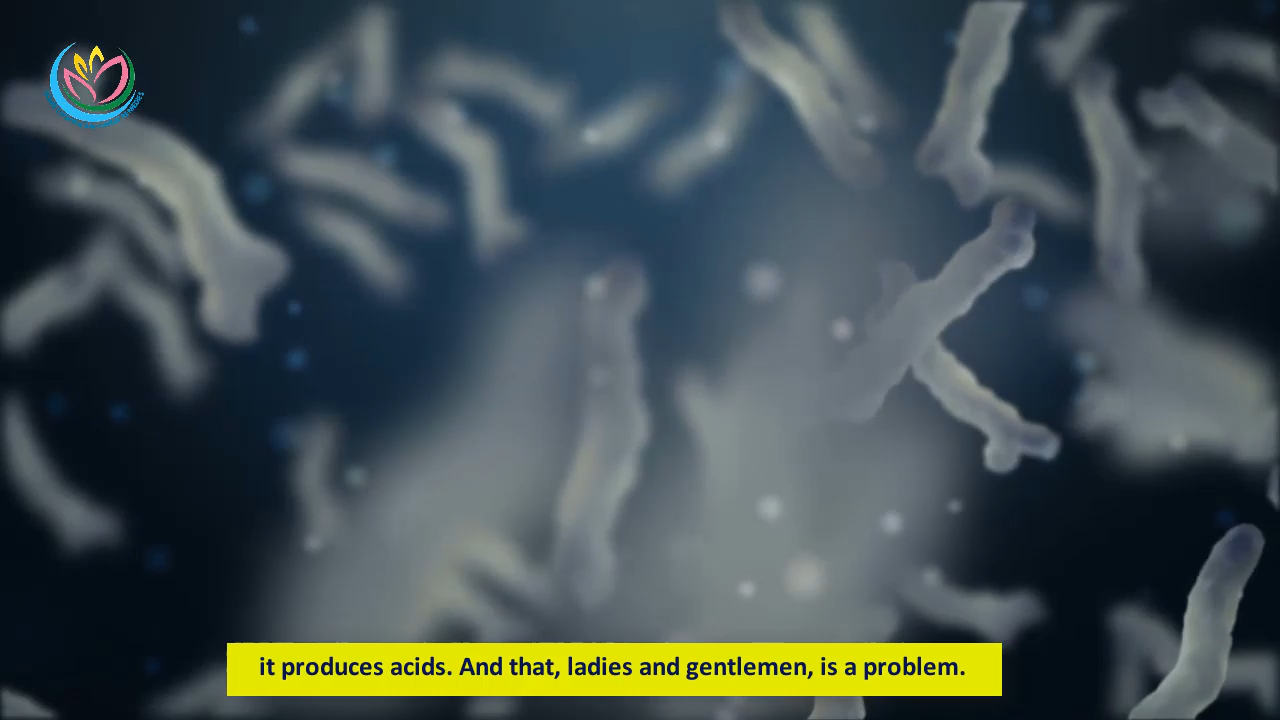 it produces acids. And that, ladies and gentlemen, is a problem.